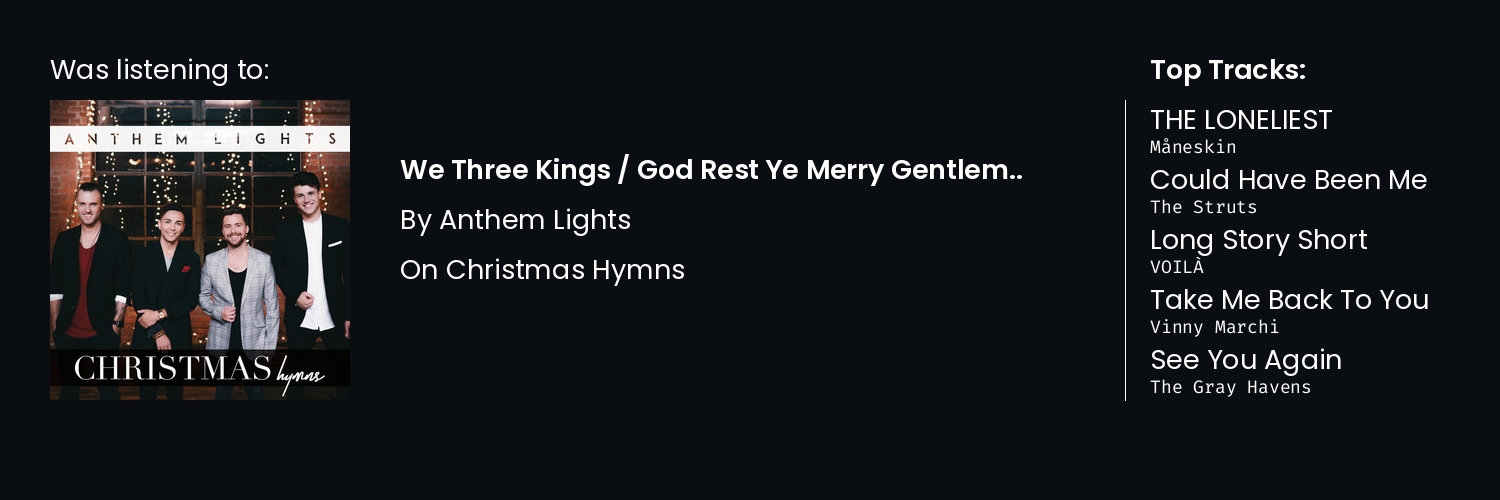 Was listening to:
ANTHEM LIGHTS
CHRISTMAS hymns
We Three Kings / God Rest Ye Merry Gentlem..
By Anthem Lights
On Christmas Hymns
Top Tracks:
THE LONELIEST
Måneskin
Could Have Been Me
The Struts
Long Story Short
VOILÀ
Take Me Back To You
Vinny Marchi
See You Again
The Gray Havens